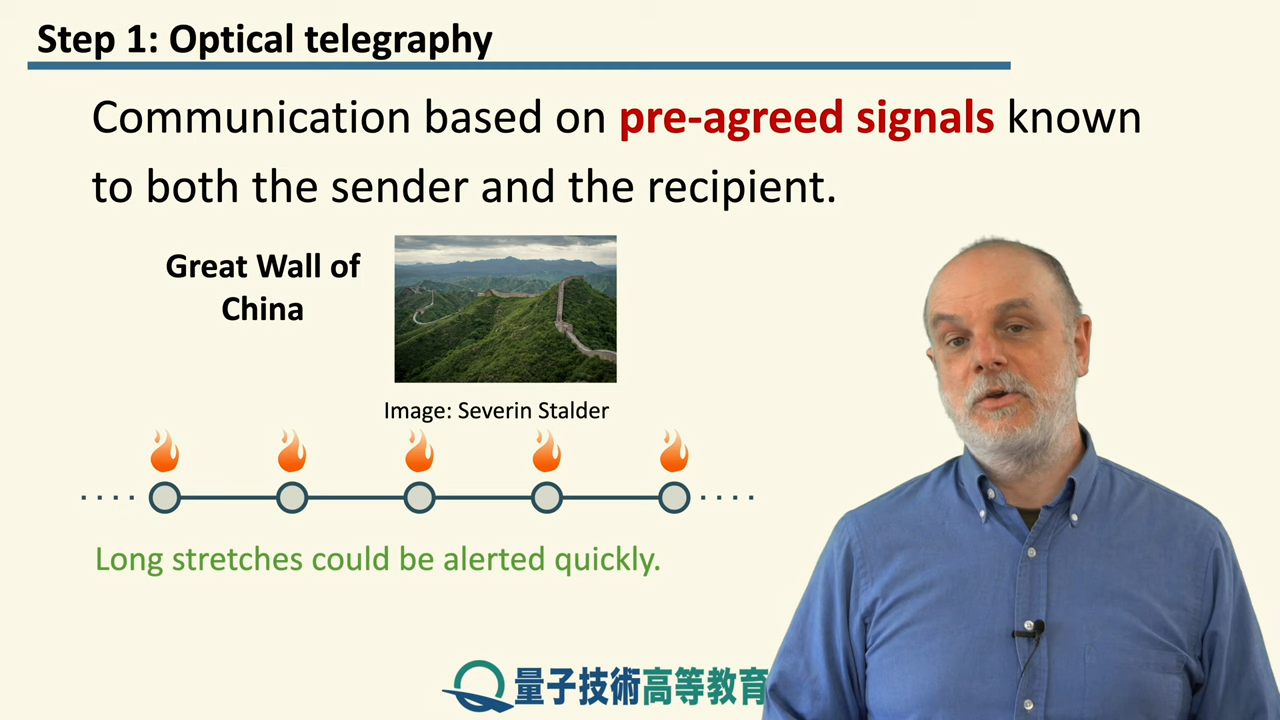 Step 1: Optical telegraphy
Communication based on pre-agreed signals known
to both the sender and the recipient.
Great Wall of
China
Image: Severin Stalder
Long stretches could be alerted quickly.
量子技術高等教育